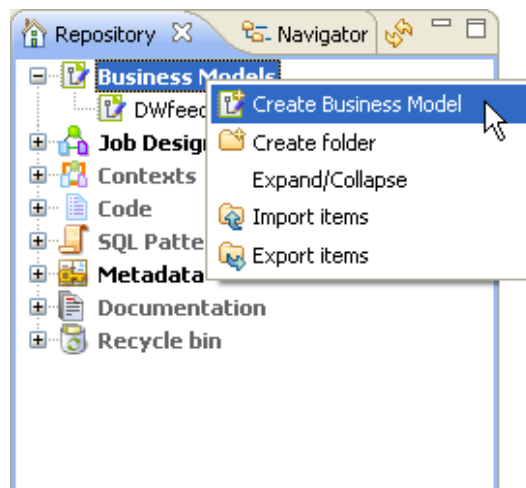 Repository Navigator
Business Models
DWfeed
Create Business Model
Job Desig
Create folder
Contexts
Expand/Collapse
Code
Import items
SQL Patte
Export items
Metadata
Documentation
Recycle bin